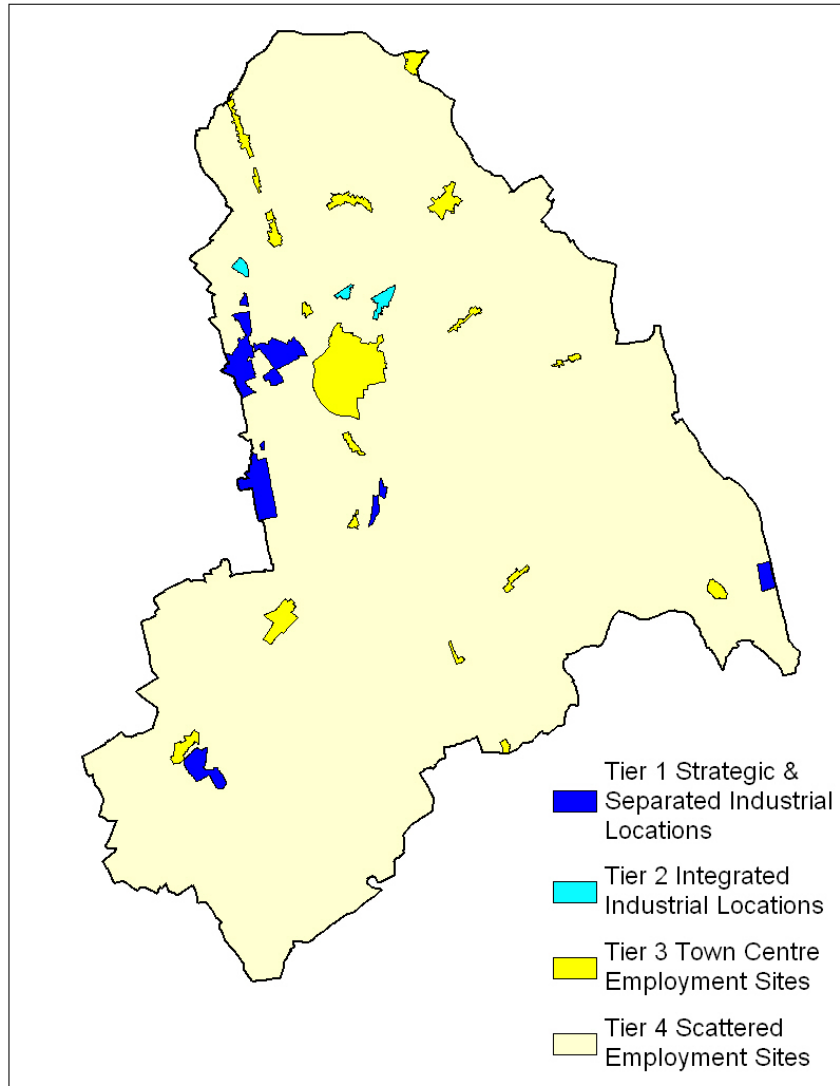 Tier 1 Strategic &
Separated Industrial
Locations
Tier 2 Integrated
Industrial Locations
Tier 3 Town Centre
Employment Sites
Tier 4 Scattered
Employment Sites